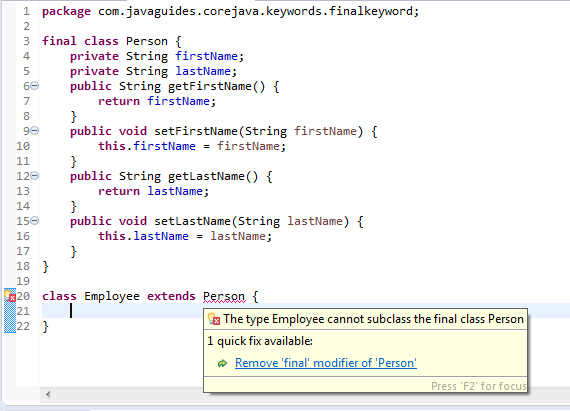 1 package com.javaguides.corejava.keywords.finalkeyword;
2
3 final class Person {
4     private String firstName;
5     private String lastName;
6     public String getFirstName() {
7         return firstName;
8     }
9     public void setFirstName(String firstName) {
10         this.firstName = firstName;
11     }
12     public String getLastName() {
13         return lastName;
14     }
15     public void setLastName(String lastName) {
16         this.lastName = lastName;
17     }
18 }
19
20 class Employee extends Person {
21
22 }
The type Employee cannot subclass the final class Person
1 quick fix available:
Remove 'final' modifier of 'Person'
Press 'F2' for focus